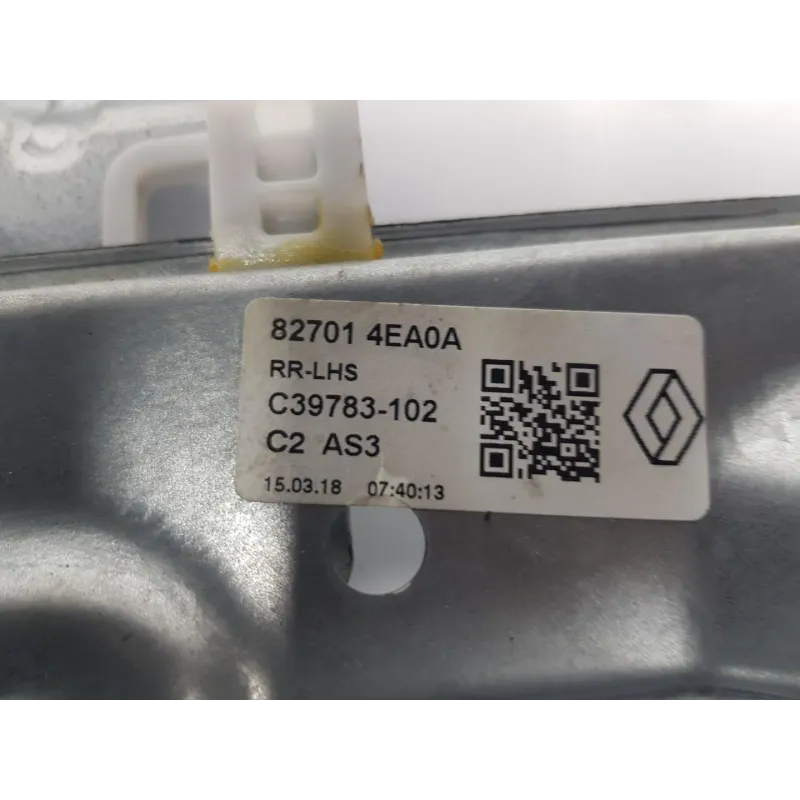 82701 4EA0A
RR-LHS
C39783-102
C2 AS3
15.03.18 07:40:13